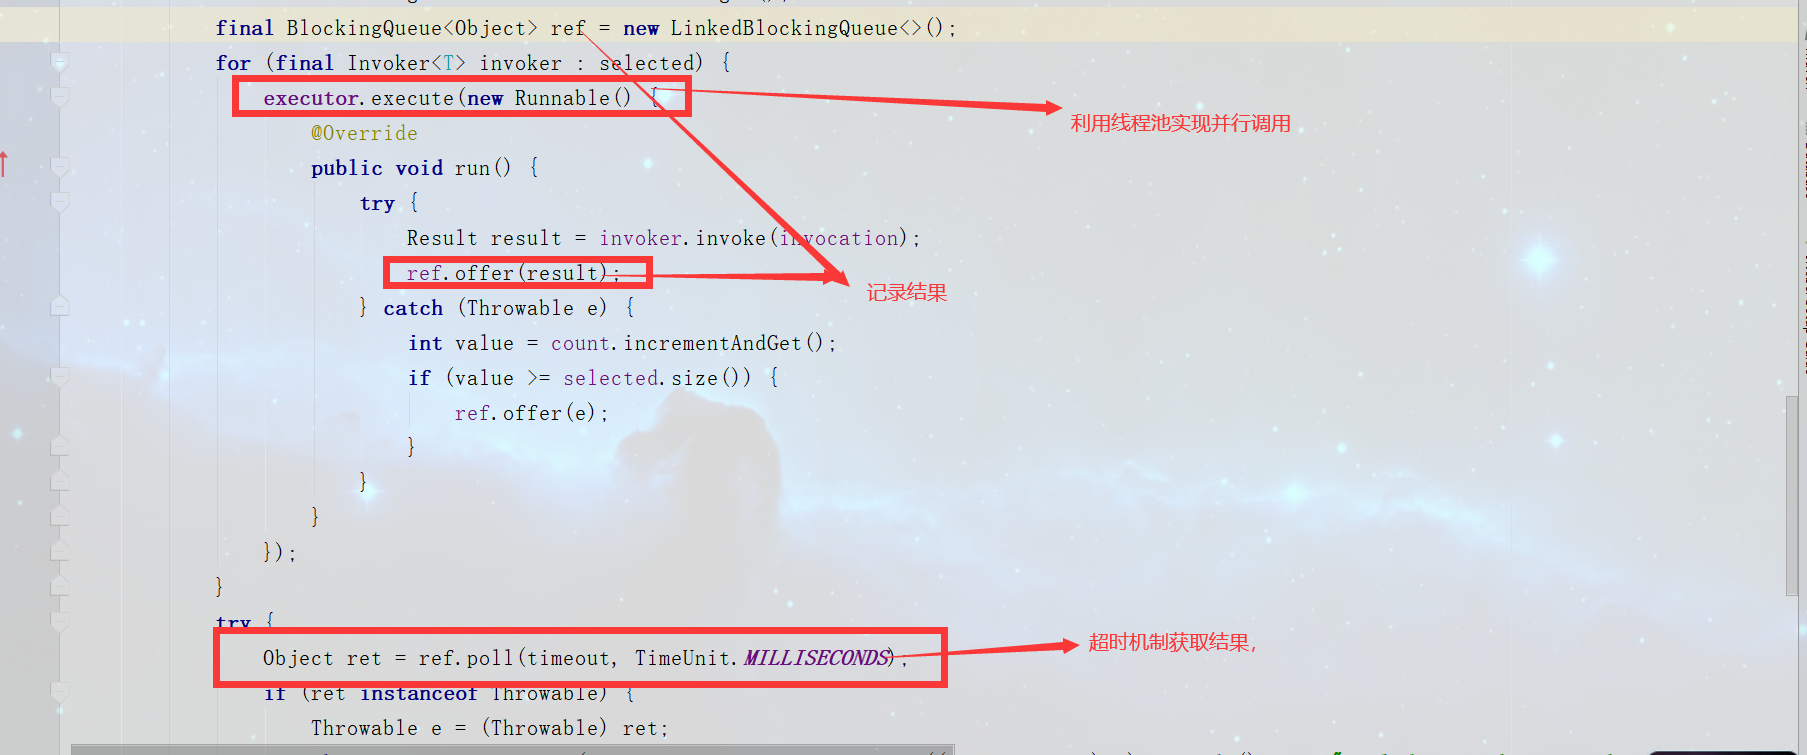 final BlockingQueue<Object> ref = new LinkedBlockingQueue<>();
for (final Invoker<T> invoker : selected) {
executor.execute(new Runnable() {
利用线程池实现并行调用
@Override
public void run() {
try {
Result result = invoker.invoke(invocation);
ref.offer(result);
记录结果
} catch (Throwable e) {
int value = count.incrementAndGet();
if (value >= selected.size()) {
ref.offer(e);
}
}
}
});
}
try {
Object ret = ref.poll(timeout, TimeUnit.MILLISECONDS);
超时机制获取结果，
if (ret instanceof Throwable) {
Throwable e = (Throwable) ret;